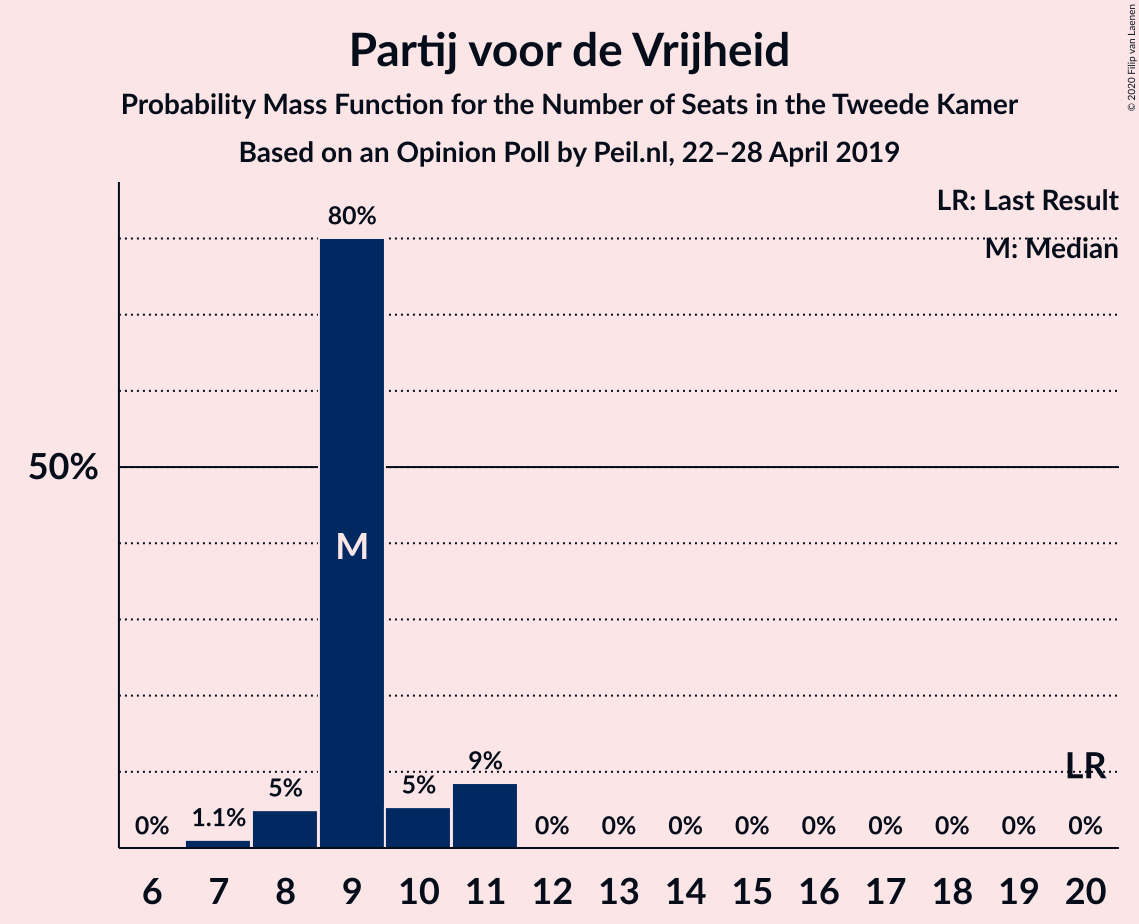 Partij voor de Vrijheid
Probability Mass Function for the Number of Seats in the Tweede Kamer
Based on an Opinion Poll by Peil.nl, 22–28 April 2019
© 2020 Filip van Laenen
LR: Last Result
M: Median
80%
50%
M
9%
LR
5%
5%
1.1%
0%
0%
0%
0%
0%
0%
0%
0%
0%
0%
6 7 8 9 10 11 12 13 14 15 16 17 18 19 20